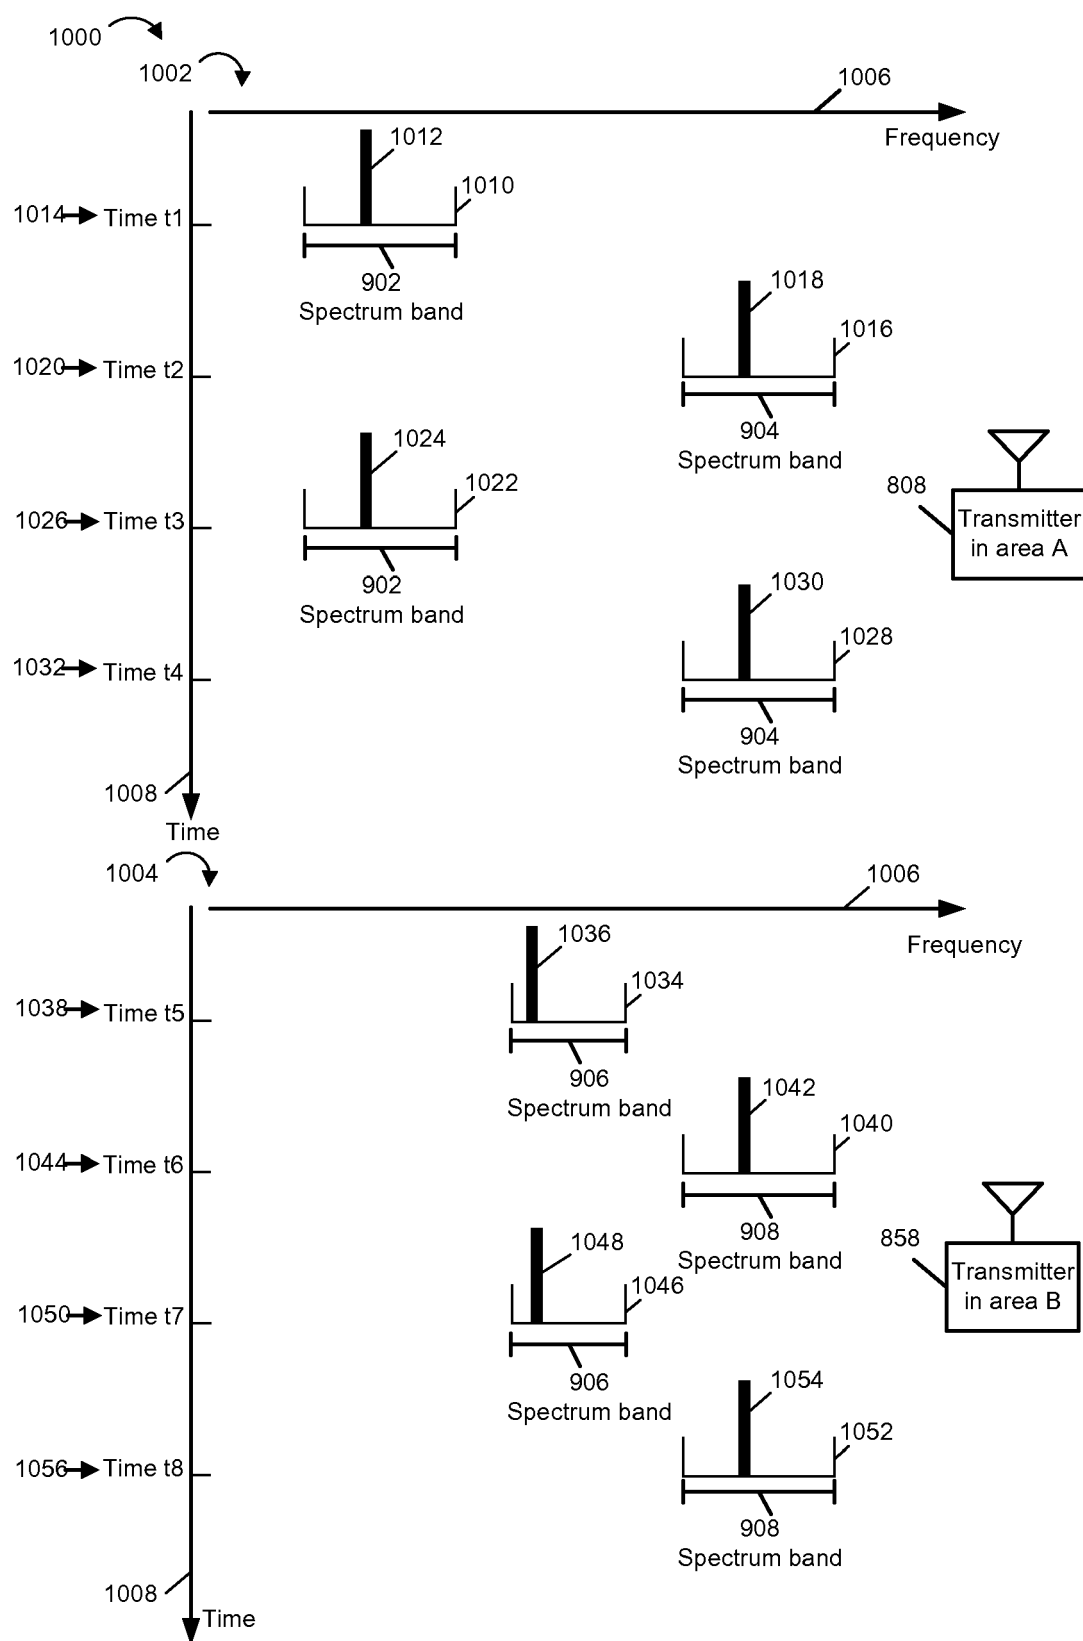 1000
1002
1006
Frequency
1012
1010
1014
Time t1
902
Spectrum band
1018
1016
1020
Time t2
904
Spectrum band
1024
1022
808
1026
Time t3
Transmitter
in area A
902
Spectrum band
1030
1028
1032
Time t4
904
Spectrum band
1008
Time
1004
1006
Frequency
1036
1034
1038
Time t5
906
Spectrum band
1042
1040
1044
Time t6
908
Spectrum band
858
1048
1046
Transmitter
in area B
1050
Time t7
906
Spectrum band
1054
1052
1056
Time t8
908
Spectrum band
1008
Time